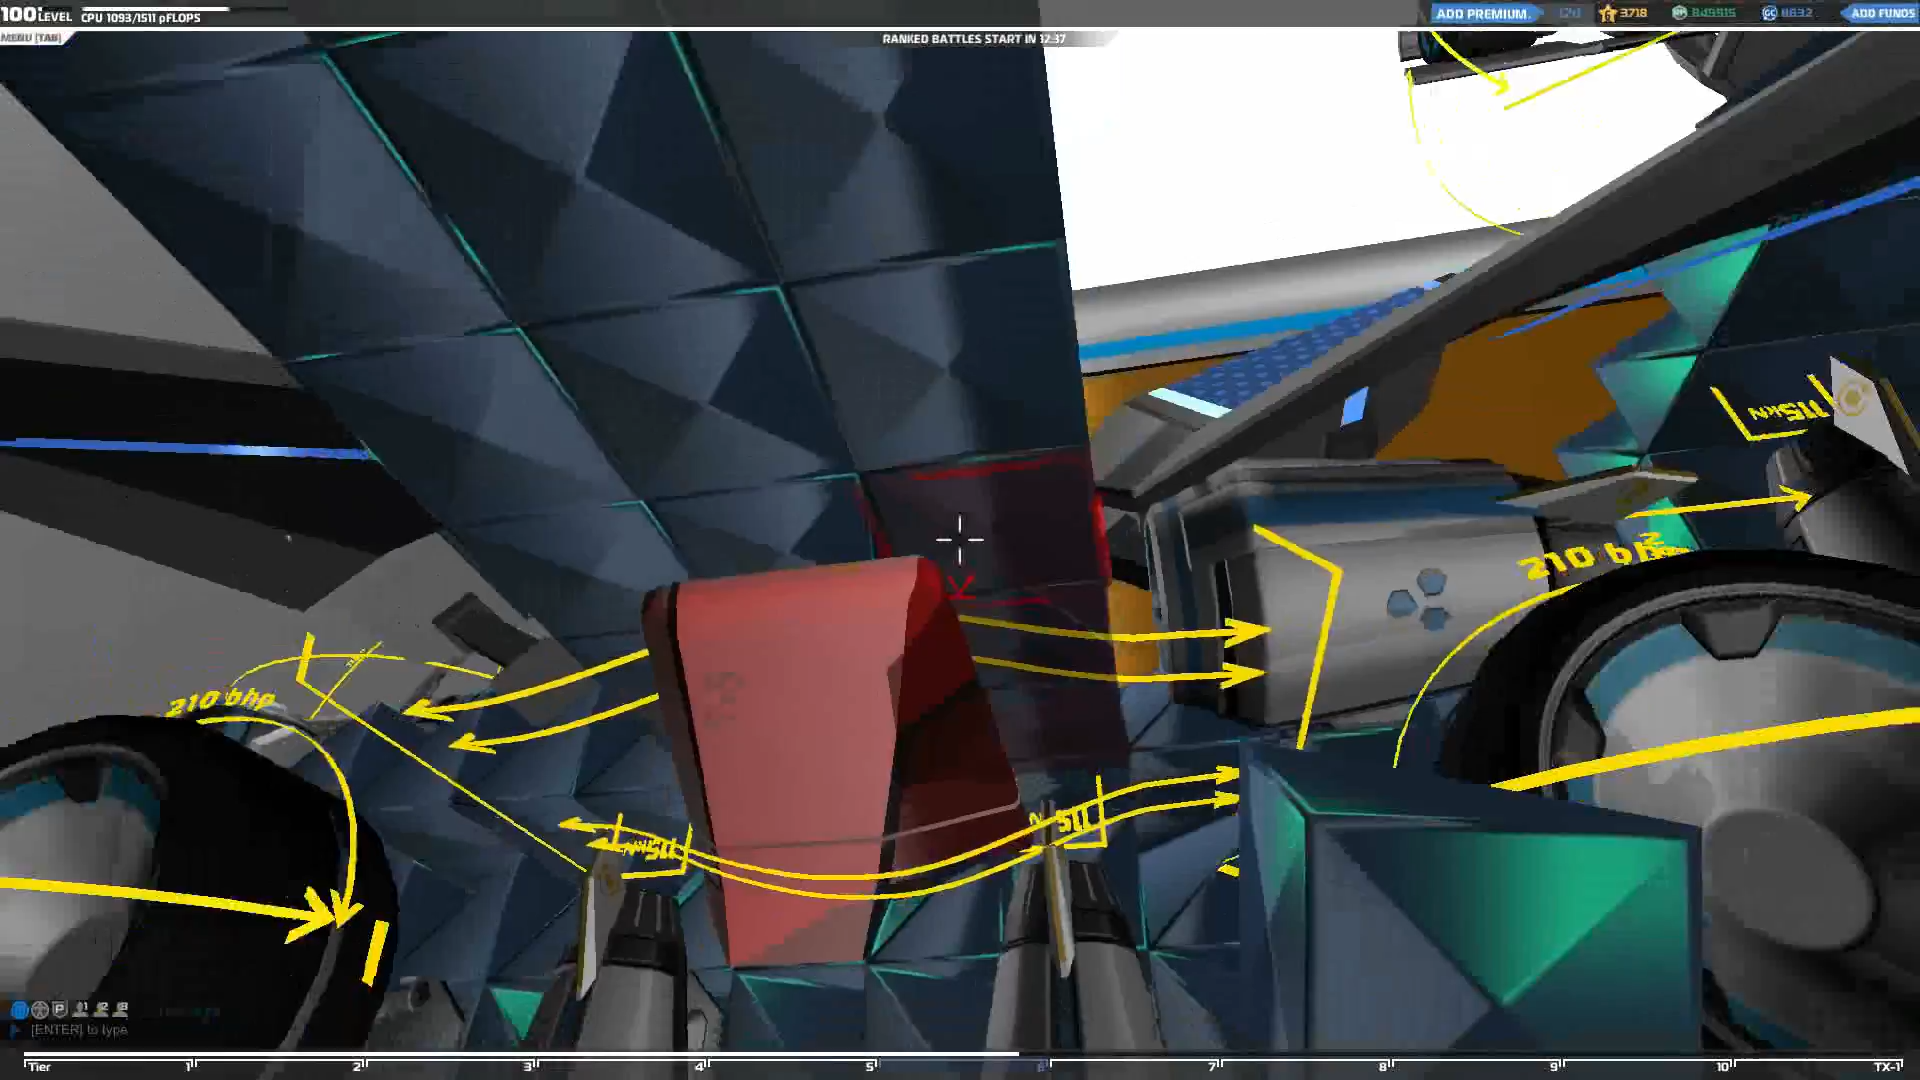 100 LEVEL CPU 1093/1511 pFLOPS
ADD PREMIUM. 3718 8632 ADD FUNDS
MENU [TAB]
RANKED BATTLES START IN 12:37
210 bhp
210 bhp
[ENTER] to type
Tier 1 2 3 4 5 6 7 8 9 10 TX-1